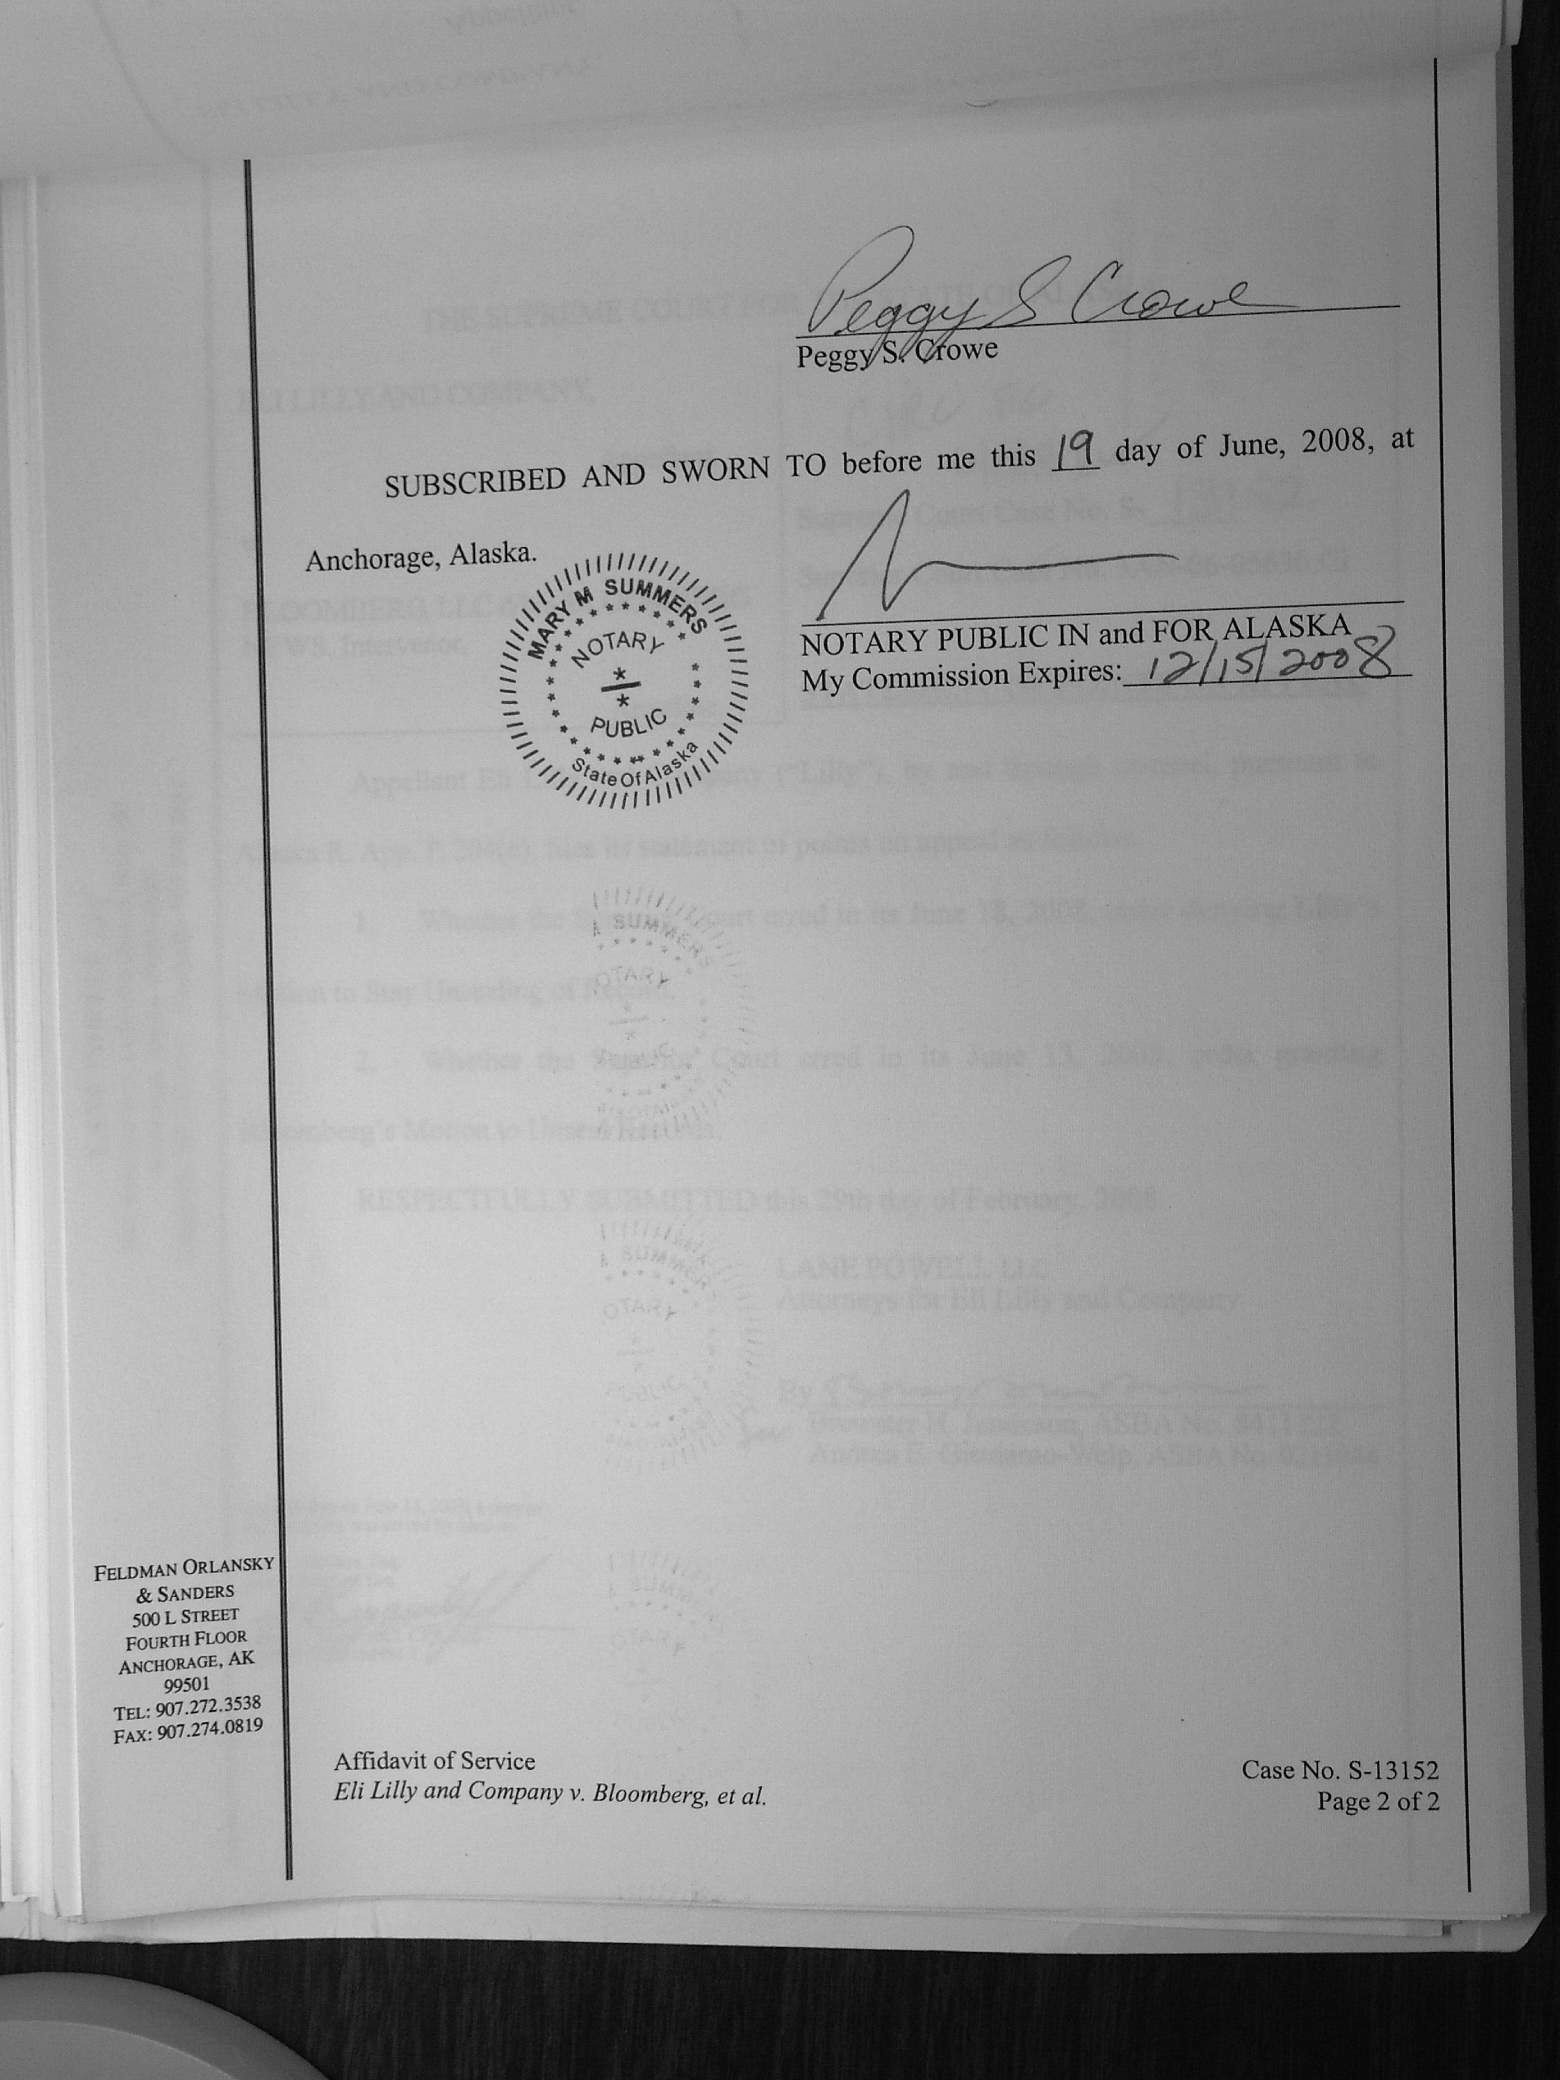 Peggy S Crowe
Peggy S. Crowe
SUBSCRIBED AND SWORN TO before me this 19 day of June, 2008, at
Anchorage, Alaska.
MARY M SUMMERS
NOTARY
PUBLIC
State Of Alaska
NOTARY PUBLIC IN and FOR ALASKA
My Commission Expires: 12/15/2008
FELDMAN ORLANSKY
& SANDERS
500 L STREET
FOURTH FLOOR
ANCHORAGE, AK
99501
TEL: 907.272.3538
FAX: 907.274.0819
Affidavit of Service
Eli Lilly and Company v. Bloomberg, et al.
Case No. S-13152
Page 2 of 2